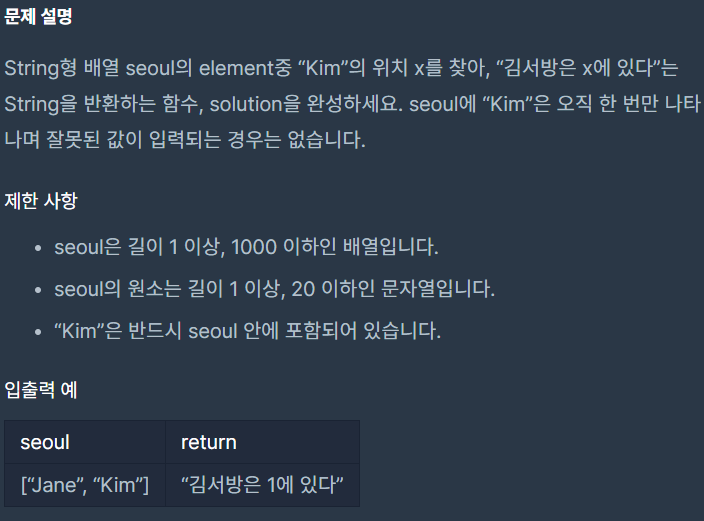 문제 설명
String형 배열 seoul의 element중 “Kim”의 위치 x를 찾아, “김서방은 x에 있다”는
String을 반환하는 함수, solution을 완성하세요. seoul에 “Kim”은 오직 한 번만 나타
나며 잘못된 값이 입력되는 경우는 없습니다.
제한 사항
• seoul은 길이 1 이상, 1000 이하인 배열입니다.
• seoul의 원소는 길이 1 이상, 20 이하인 문자열입니다.
• “Kim”은 반드시 seoul 안에 포함되어 있습니다.
입출력 예
seoul return
[“Jane”, “Kim”] “김서방은 1에 있다”